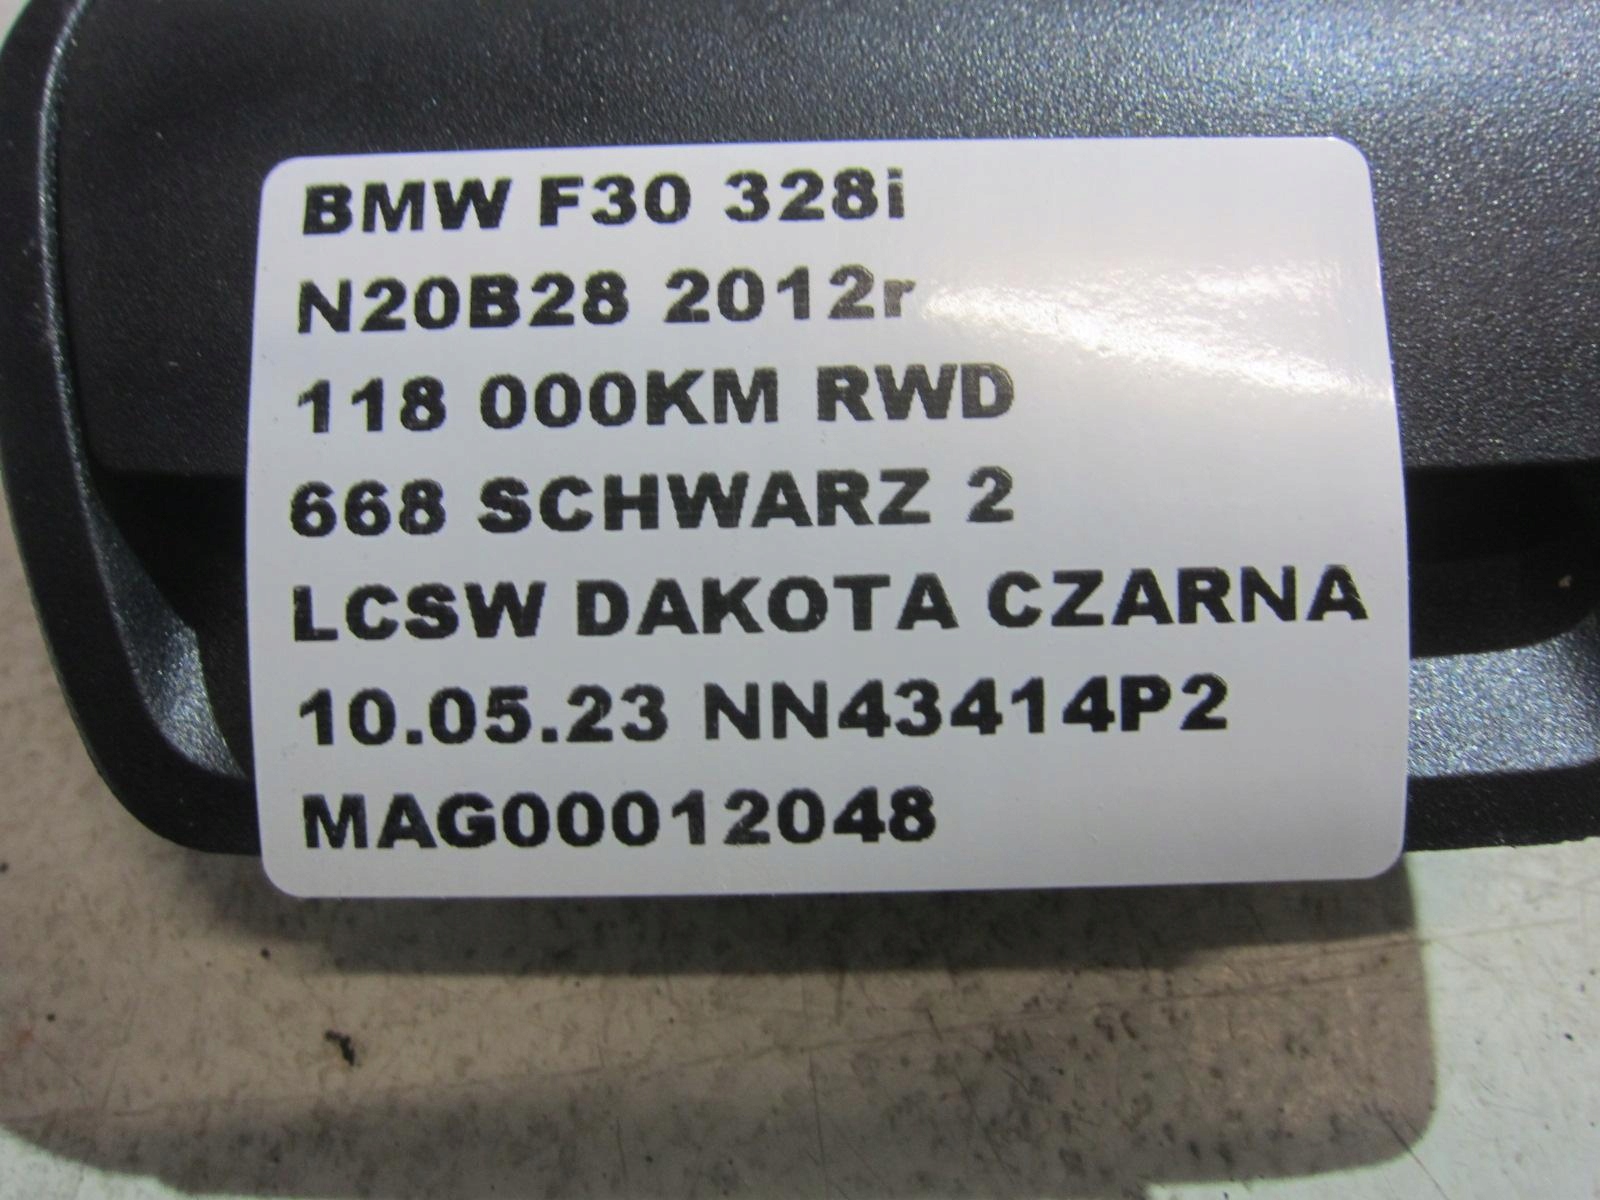 BMW F30 328i
N20B28 2012r
118 000KM RWD
668 SCHWARZ 2
LCSW DAKOTA CZARNA
10.05.23 NN43414P2
MAG00012048